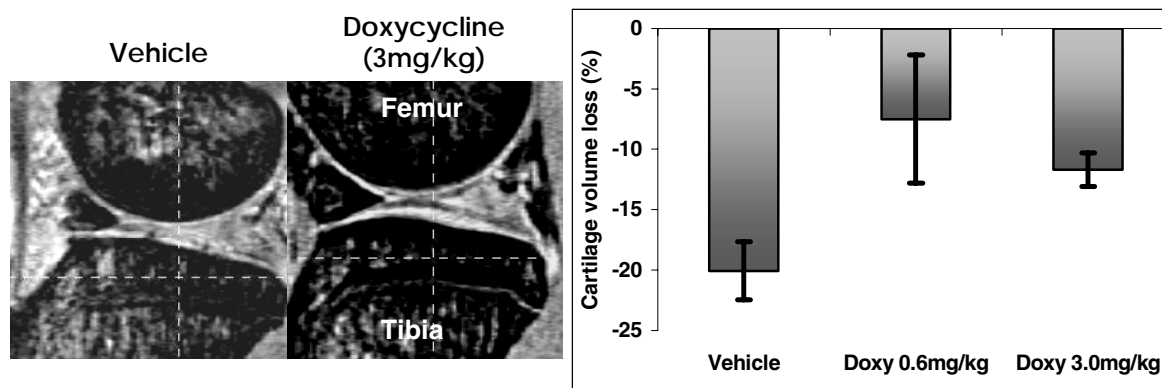 Vehicle
Doxycycline
(3mg/kg)
Femur
Tibia
Cartilage volume loss (%)
0
-5
-10
-15
-20
-25
Vehicle
Doxy 0.6mg/kg
Doxy 3.0mg/kg